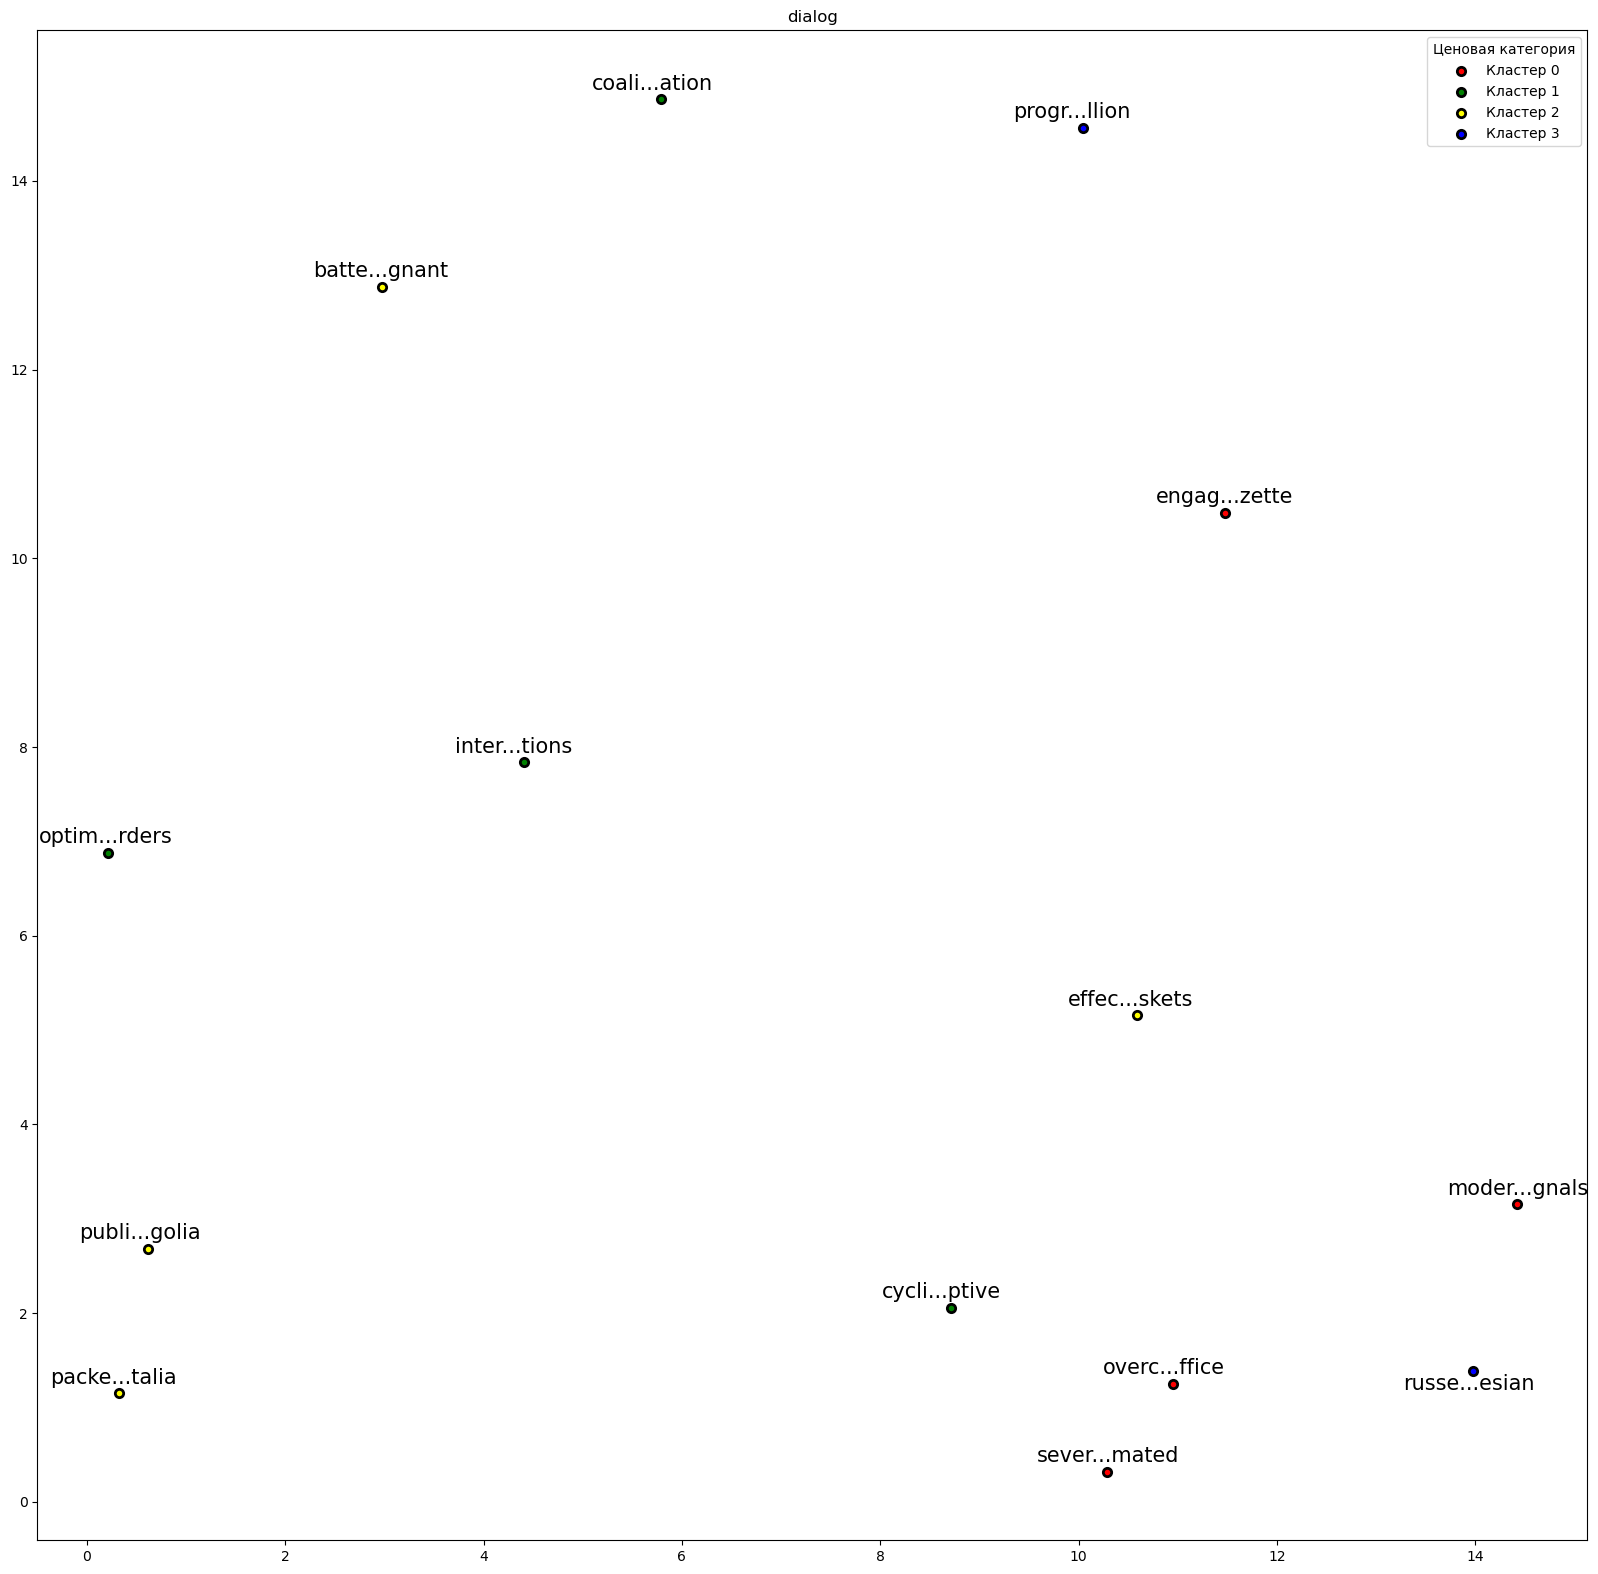 dialog
Ценовая категория
Кластер 0
Кластер 1
Кластер 2
Кластер 3
coali...ation
progr...llion
14
batte...gnant
12
engag...zette
10
inter...tions
8
optim...rders
6
effec...skets
4
moder...gnals
publi...golia
cycli...ptive
2
overc...ffice
packe...talia
russe...esian
sever...mated
0
0 2 4 6 8 10 12 14